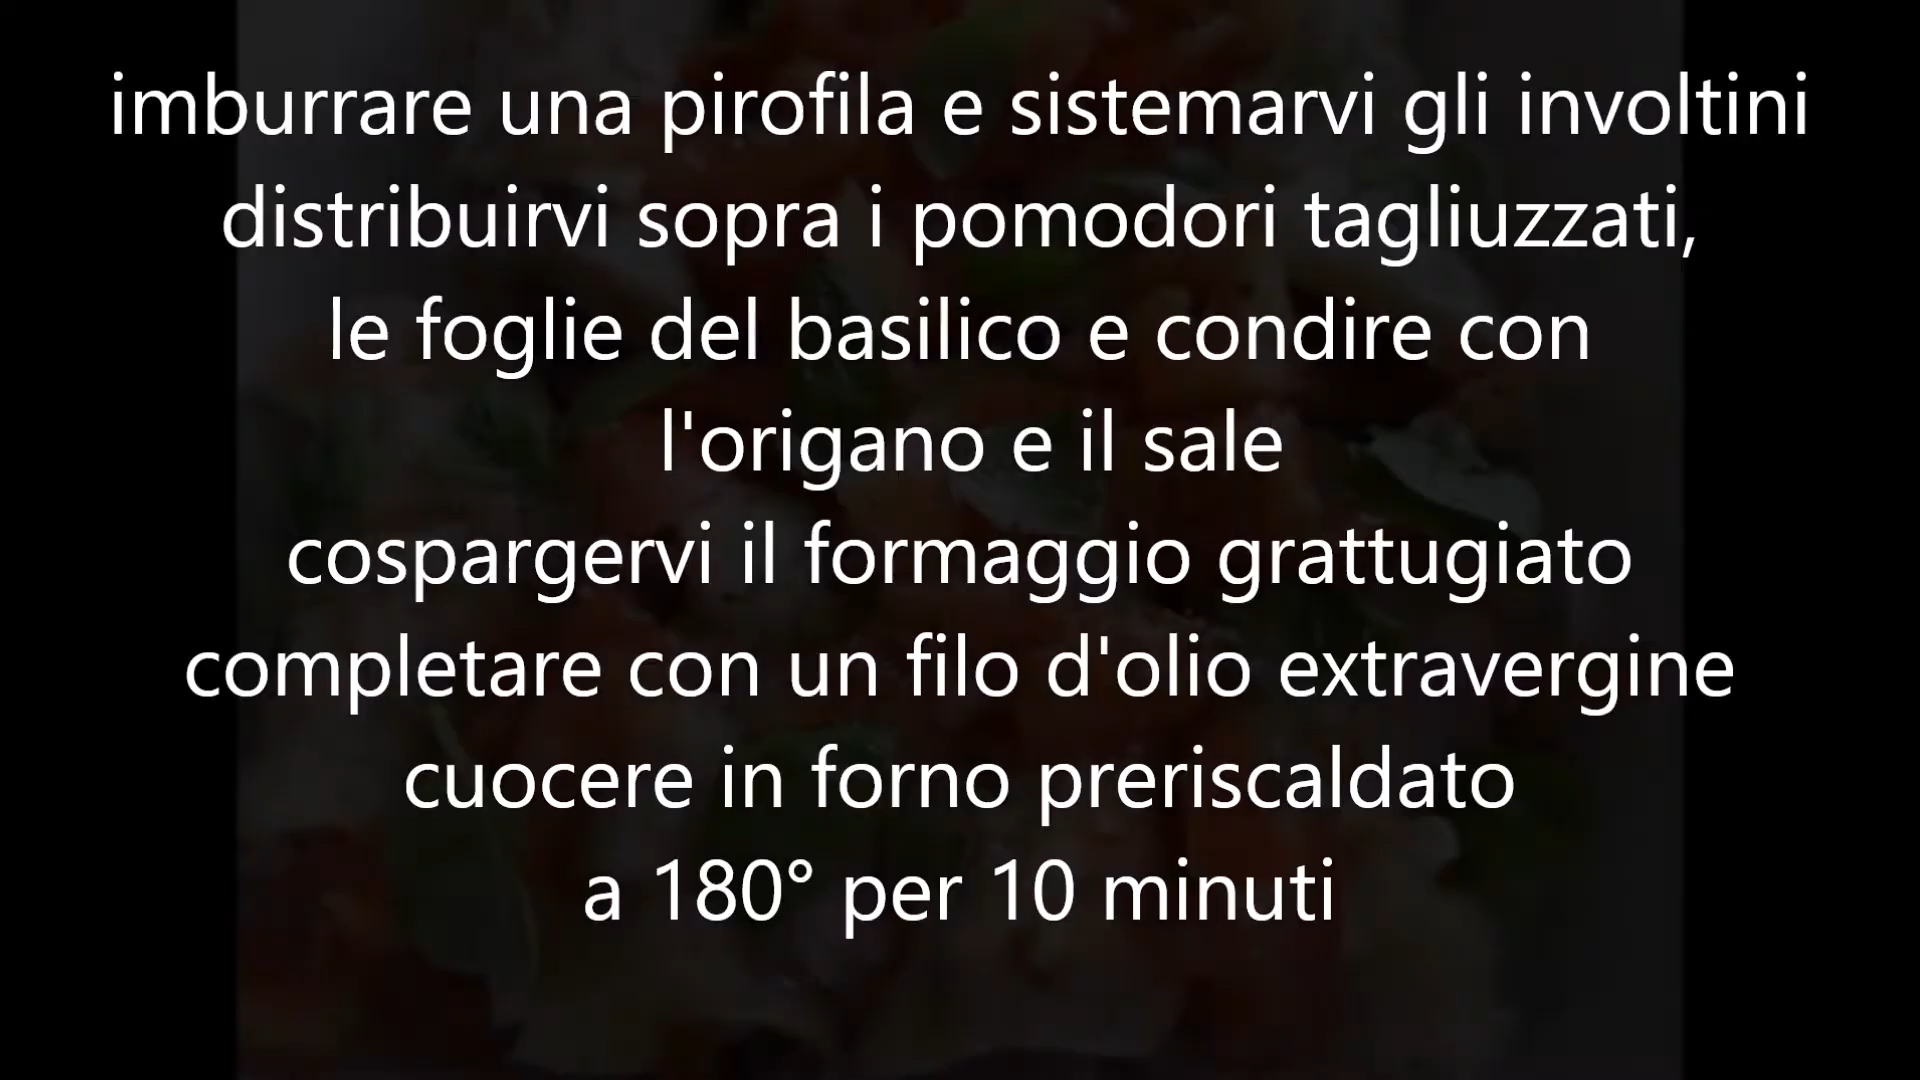 imburrare una pirofila e sistemarvi gli involtini
distribuirvi sopra i pomodori tagliuzzati,
le foglie del basilico e condire con
l'origano e il sale
cospargervi il formaggio grattugiato
completare con un filo d'olio extravergine
cuocere in forno preriscaldato
a 180° per 10 minuti